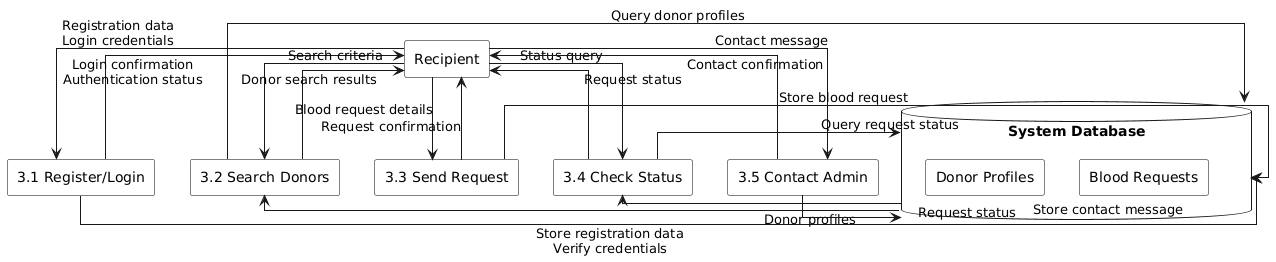 Query donor profiles
Registration data
Login credentials
Contact message
Search criteria
Status query
Recipient
Login confirmation
Authentication status
Contact confirmation
Donor search results
Request status
Store blood request
Blood request details
Request confirmation
Query request status
System Database
3.1 Register/Login
3.2 Search Donors
3.3 Send Request
3.4 Check Status
3.5 Contact Admin
Donor Profiles
Blood Requests
Donor profiles
Request status
Store contact message
Store registration data
Verify credentials